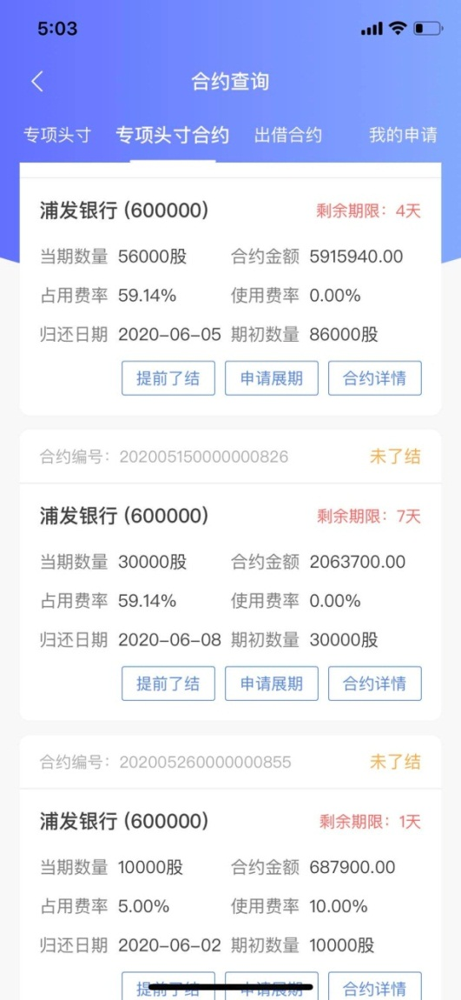 5:03
合约查询
专项头寸 专项头寸合约 出借合约 我的申请
浦发银行 (600000) 剩余期限：4天
当期数量 56000股 合约金额 5915940.00
占用费率 59.14% 使用费率 0.00%
归还日期 2020-06-05 期初数量 86000股
提前了结 申请展期 合约详情
合约编号：202005150000000826 未了结
浦发银行 (600000) 剩余期限：7天
当期数量 30000股 合约金额 2063700.00
占用费率 59.14% 使用费率 0.00%
归还日期 2020-06-08 期初数量 30000股
提前了结 申请展期 合约详情
合约编号：202005260000000855 未了结
浦发银行 (600000) 剩余期限：1天
当期数量 10000股 合约金额 687900.00
占用费率 5.00% 使用费率 10.00%
归还日期 2020-06-02 期初数量 10000股
提前了结 申请展期 合约详情